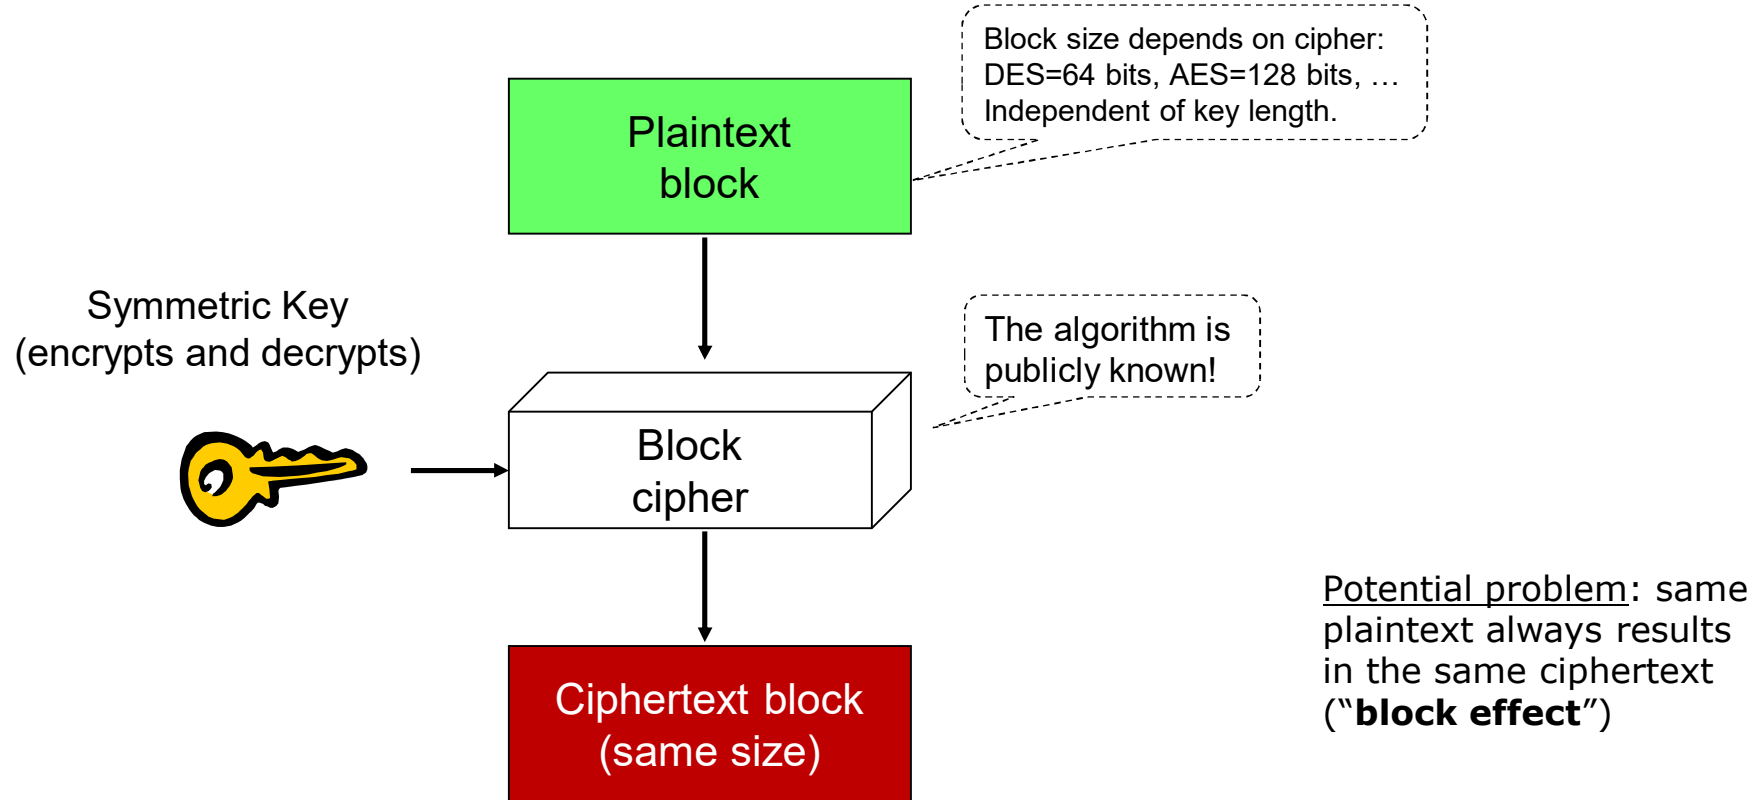 Block size depends on cipher:
DES=64 bits, AES=128 bits, …
Independent of key length.
Plaintext
block
Symmetric Key
(encrypts and decrypts)
The algorithm is
publicly known!
Block
cipher
Potential problem: same
plaintext always results
in the same ciphertext
(“block effect”)
Ciphertext block
(same size)